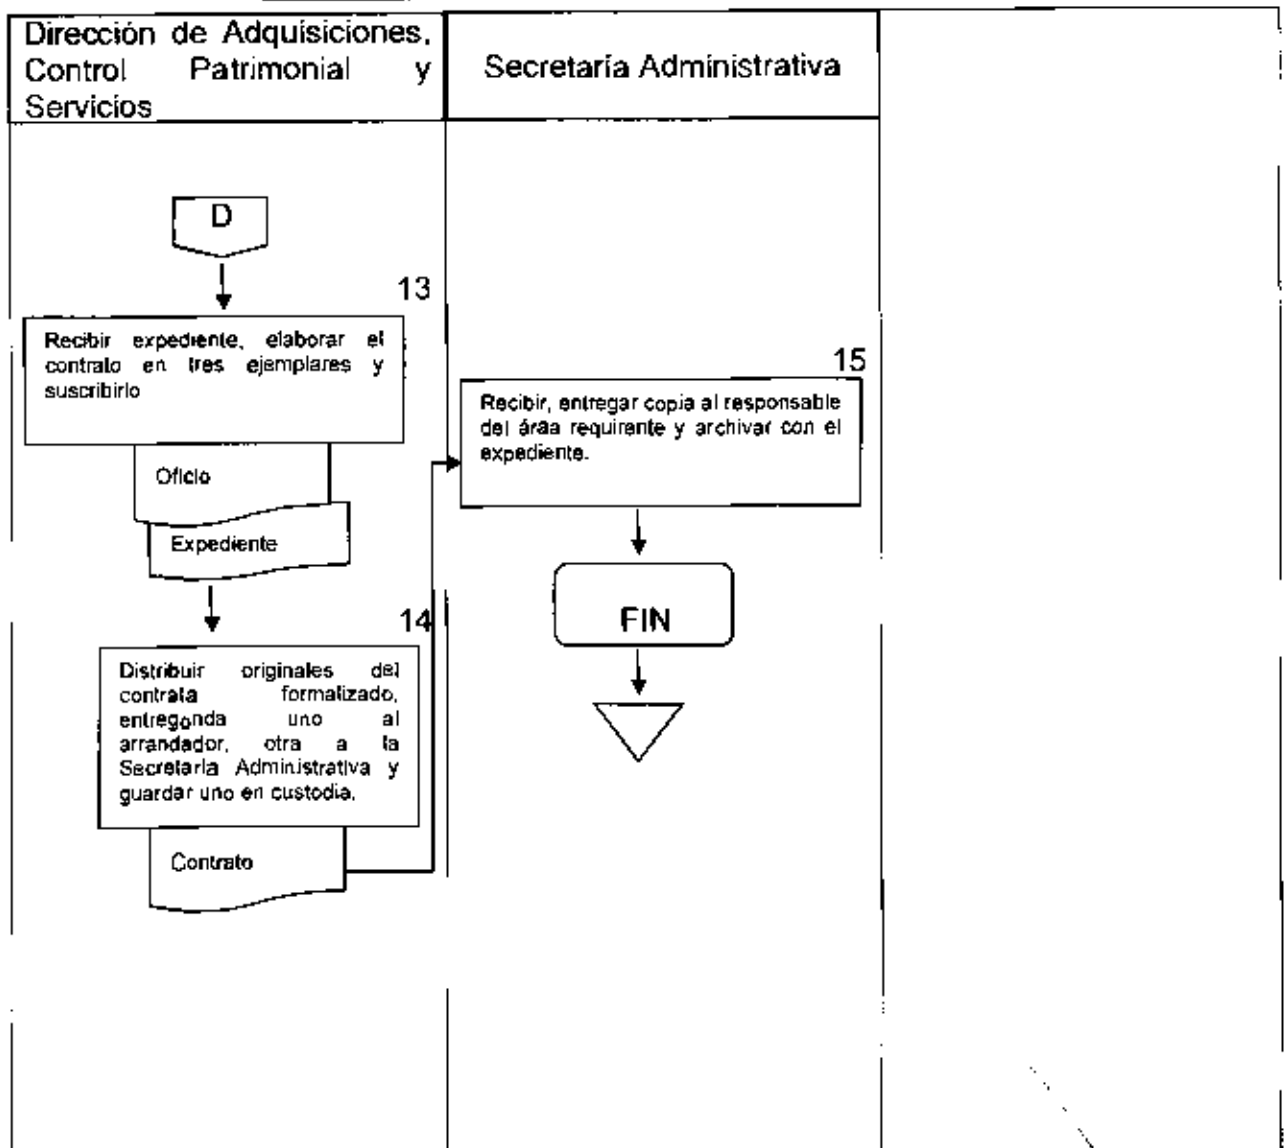 Dirección de Adquisiciones,
Control Patrimonial y
Servicios
Secretaría Administrativa
D
13
Recibir expediente, elaborar el
contrato en tres ejemplares y
suscribirlo
Oficio
Expediente
14
Distribuir originales del
contrata formalizado,
entregonda uno al
arrandador, otra a la
Secretaría Administrativa y
guardar uno en custodia.
Contrato
15
Recibir, entregar copia al responsable
del áraa requirente y archivar con el
expediente.
FIN